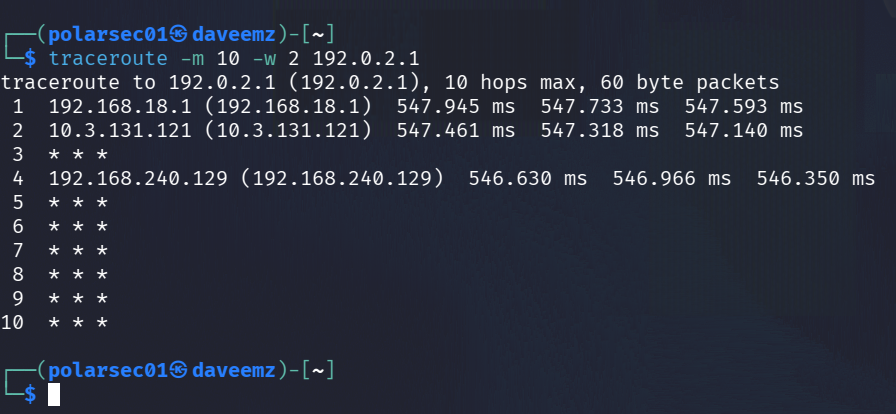 ┌──(polarsec01㉿daveemz)-[~]
└─$ traceroute -m 10 -w 2 192.0.2.1
traceroute to 192.0.2.1 (192.0.2.1), 10 hops max, 60 byte packets
 1  192.168.18.1 (192.168.18.1)  547.945 ms  547.733 ms  547.593 ms
 2  10.3.131.121 (10.3.131.121)  547.461 ms  547.318 ms  547.140 ms
 3  * * *
 4  192.168.240.129 (192.168.240.129)  546.630 ms  546.966 ms  546.350 ms
 5  * * *
 6  * * *
 7  * * *
 8  * * *
 9  * * *
10  * * *
┌──(polarsec01㉿daveemz)-[~]
└─$